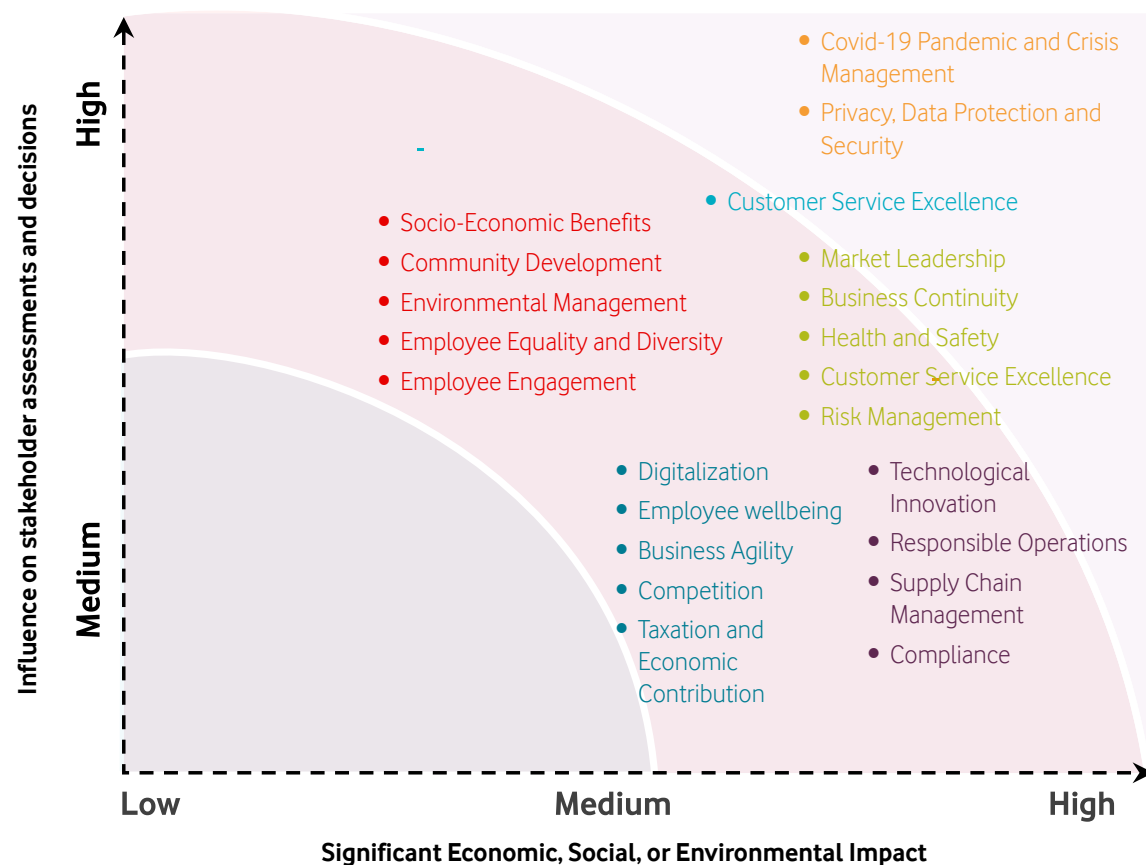 Influence on stakeholder assessments and decisions
High
Medium
• Covid-19 Pandemic and Crisis
Management
• Privacy, Data Protection and
Security
• Customer Service Excellence
• Socio-Economic Benefits
• Community Development
• Environmental Management
• Employee Equality and Diversity
• Employee Engagement
• Market Leadership
• Business Continuity
• Health and Safety
• Customer Service Excellence
• Risk Management
• Digitalization
• Employee wellbeing
• Business Agility
• Competition
• Taxation and
Economic
Contribution
• Technological
Innovation
• Responsible Operations
• Supply Chain
Management
• Compliance
Low
Medium
High
Significant Economic, Social, or Environmental Impact